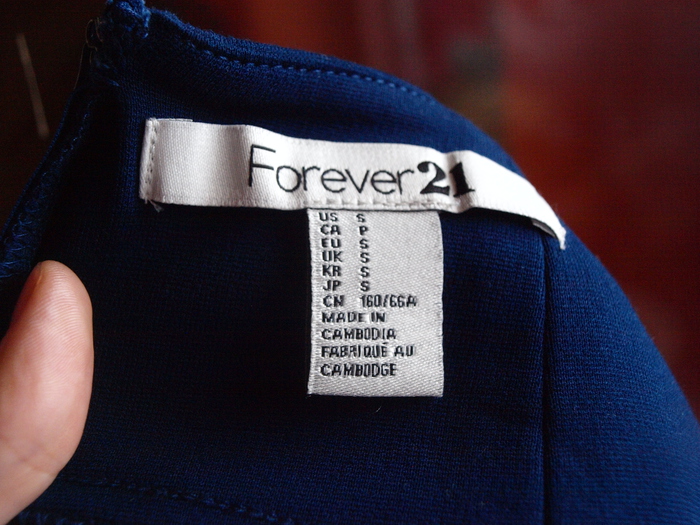 Forever21
US S
CA P
EU S
UK S
KR S
JP S
CN 160/66A
MADE IN
CAMBODIA
FABRIQUÉ AU
CAMBODGE